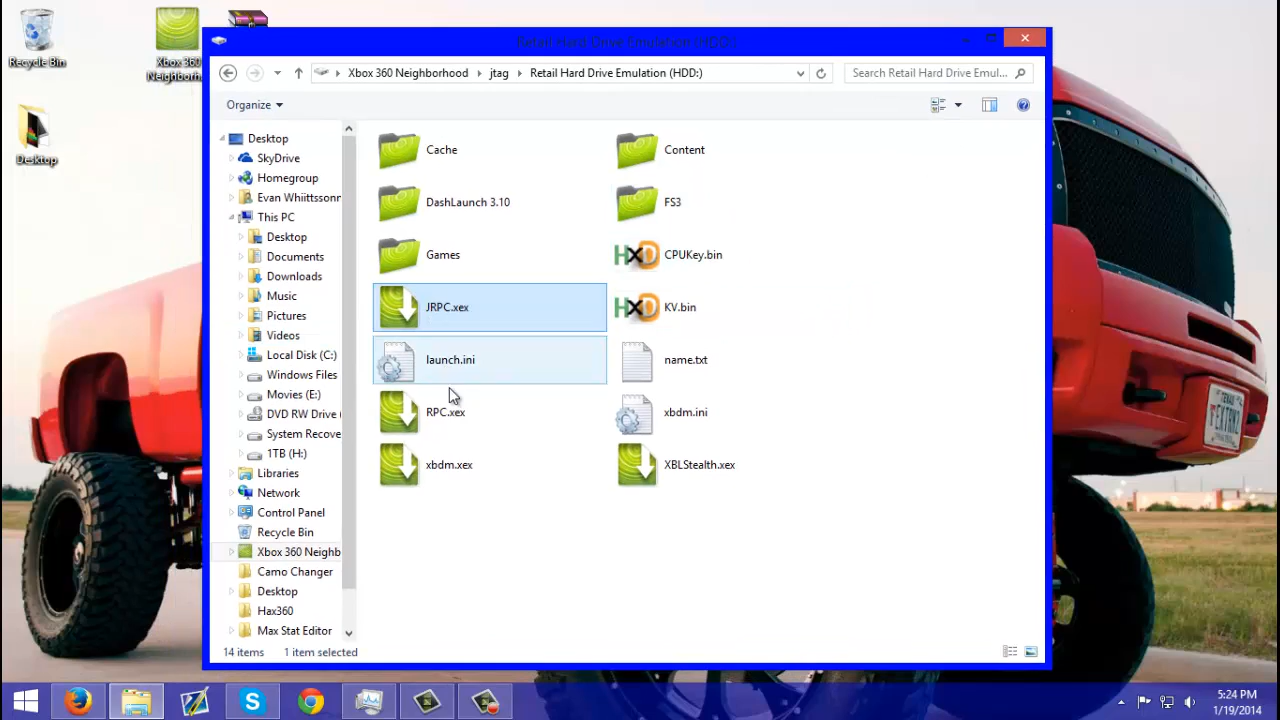 Recycle Bin
Xbox 360
Neighborh...
Desktop
Retail Hard Drive Emulation (HDD:)
Xbox 360 Neighborhood
jtag
Retail Hard Drive Emulation (HDD:)
Search Retail Hard Drive Emul...
Organize
Desktop
SkyDrive
Homegroup
Evan Whiittsonn
This PC
Desktop
Documents
Downloads
Music
Pictures
Videos
Local Disk (C:)
Windows Files
Movies (E:)
DVD RW Drive (
System Recove
1TB (H:)
Libraries
Network
Control Panel
Recycle Bin
Xbox 360 Neighb
Camo Changer
Desktop
Hax360
Max Stat Editor
Cache
Content
DashLaunch 3.10
FS3
Games
HXD
CPUKey.bin
JRPC.xex
HXD
KV.bin
launch.ini
name.txt
RPC.xex
xbdm.ini
xbdm.xex
XBLStealth.xex
14 items
1 item selected
5:24 PM
1/19/2014